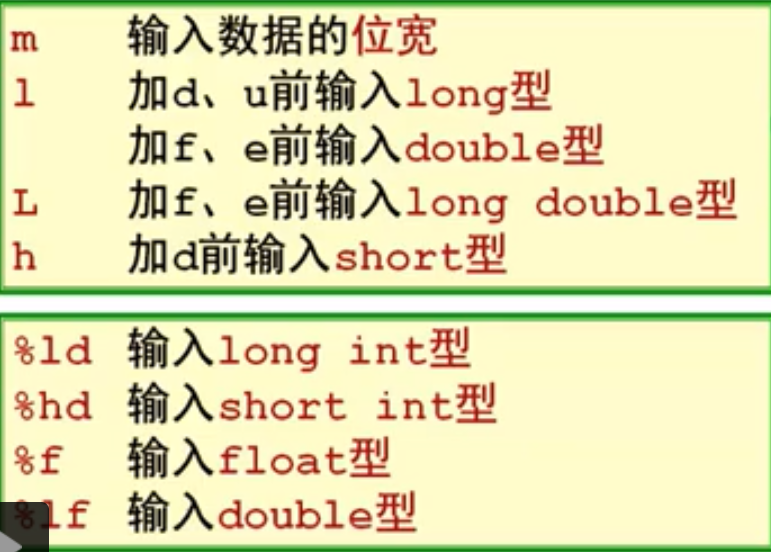 m 输入数据的位宽
l 加d、u前输入long型
加f、e前输入double型
L 加f、e前输入long double型
h 加d前输入short型
%ld 输入long int型
%hd 输入short int型
%f 输入float型
%lf 输入double型